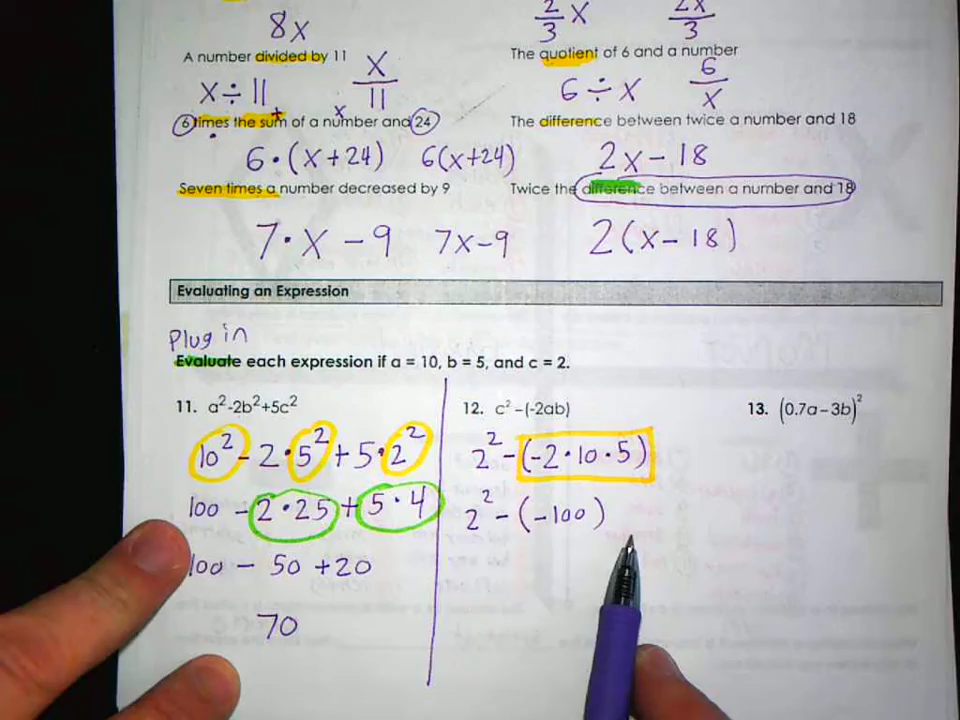 8x
2/3 x   2x/3
A number divided by 11
x ÷ 11   x/11
The quotient of 6 and a number
6 ÷ x   6/x
6 times the sum of a number and 24
• + x
6 • (x + 24)   6(x+24)
The difference between twice a number and 18
2x - 18
Seven times a number decreased by 9
7 • x - 9   7x - 9
Twice the difference between a number and 18
2(x - 18)
Evaluating an Expression
Plug in
Evaluate each expression if a = 10, b = 5, and c = 2.
11. a²-2b²+5c²
10² - 2 • 5² + 5 • 2²
100 - 2 • 25 + 5 • 4
100 - 50 + 20
70
12. c² -(-2ab)
2² - (-2 • 10 • 5)
2² - (-100)
13. (0.7a - 3b)²